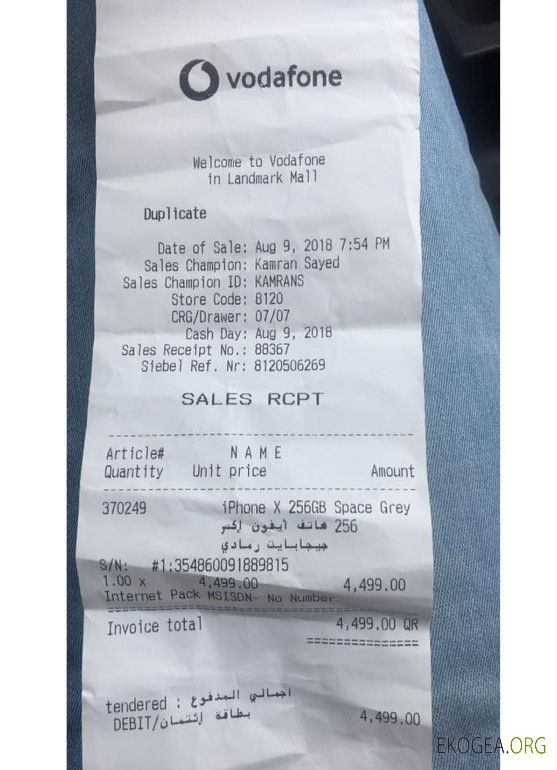 vodafone
Welcome to Vodafone
in Landmark Mall
Duplicate
Date of Sale: Aug 9, 2018 7:54 PM
Sales Champion: Kamran Sayed
Sales Champion ID: KAMRANS
Store Code: 8120
CRG/Drawer: 07/07
Cash Day: Aug 9, 2018
Sales Receipt No.: 88367
Siebel Ref. Nr: 8120506269
SALES RCPT
Article# N A M E
Quantity Unit price Amount
370249 iPhone X 256GB Space Grey
هاتف آيفون إكس 256
جيجابايت رمادي
S/N: #1:354860091889815
1.00 x 4,499.00 4,499.00
Internet Pack MSISDN- No Number
Invoice total 4,499.00 QR
tendered : اجمالي المدفوع
DEBIT/بطاقة إئتمان 4,499.00
EKOGEA.ORG